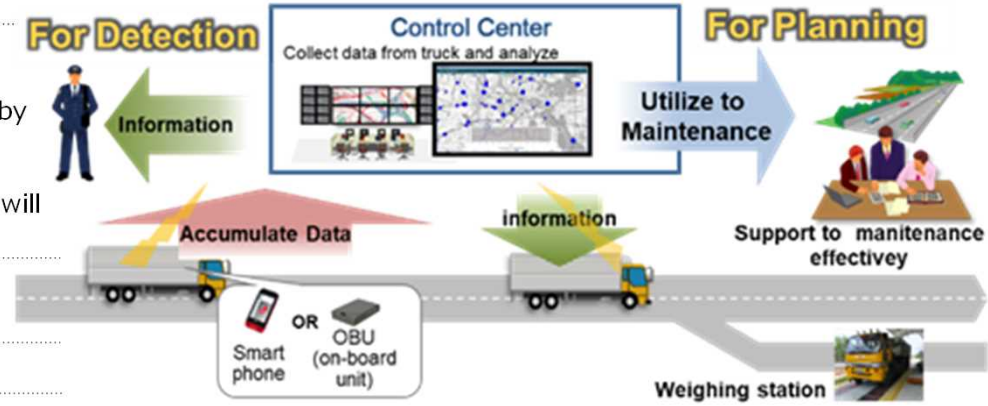 For Detection
Control Center
For Planning
Collect data from truck and analyze
by
Information
Utilize to
Maintenance
will
Accumulate Data
information
Support to manitenance
effectivey
OR
Smart
phone
OBU
(on-board
unit)
Weighing station